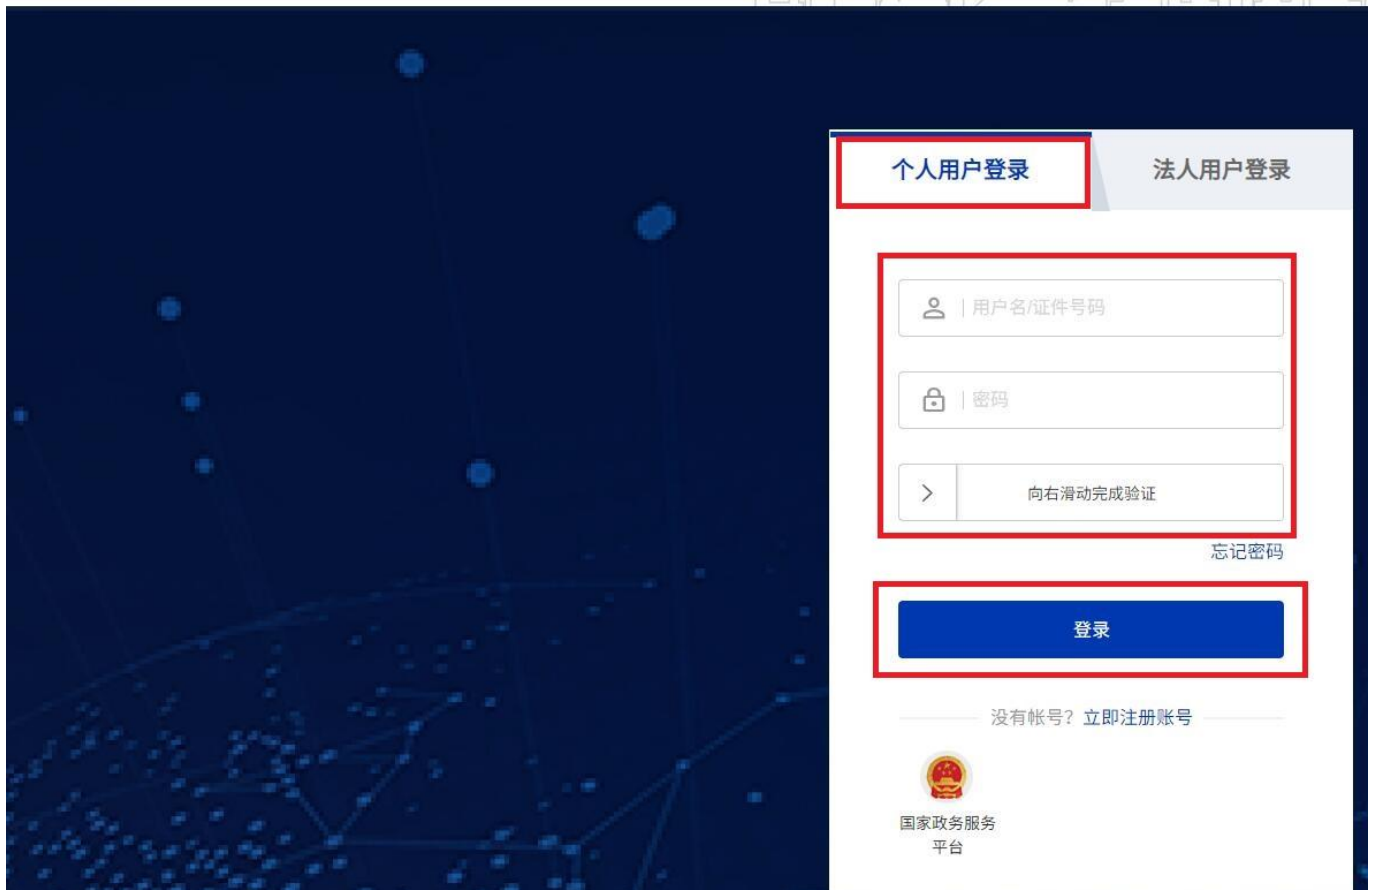 个人用户登录
法人用户登录
用户名/证件号码
密码
向右滑动完成验证
忘记密码
登录
没有帐号？立即注册账号
国家政务服务
平台